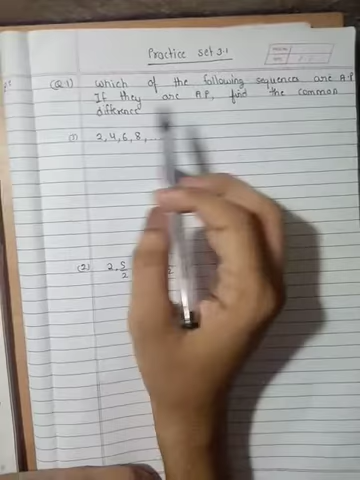 Practice set 3.1
(Q.1) which of the following sequences are A.P
If they are A.P, find the common
difference
(1) 2, 4, 6, 8, ...
(2) 2, 5/2